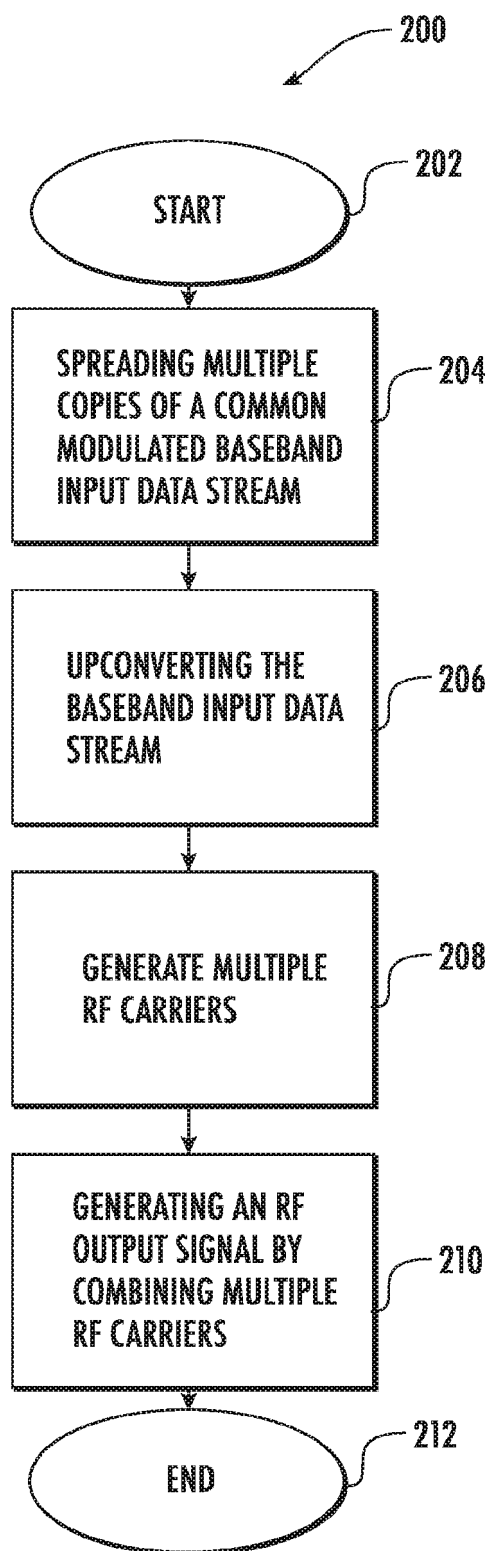 200
START
202
SPREADING MULTIPLE
COPIES OF A COMMON
MODULATED BASEBAND
INPUT DATA STREAM
204
UPCONVERTING THE
BASEBAND INPUT DATA
STREAM
206
GENERATE MULTIPLE
RF CARRIERS
208
GENERATING AN RF
OUTPUT SIGNAL BY
COMBINING MULTIPLE
RF CARRIERS
210
END
212